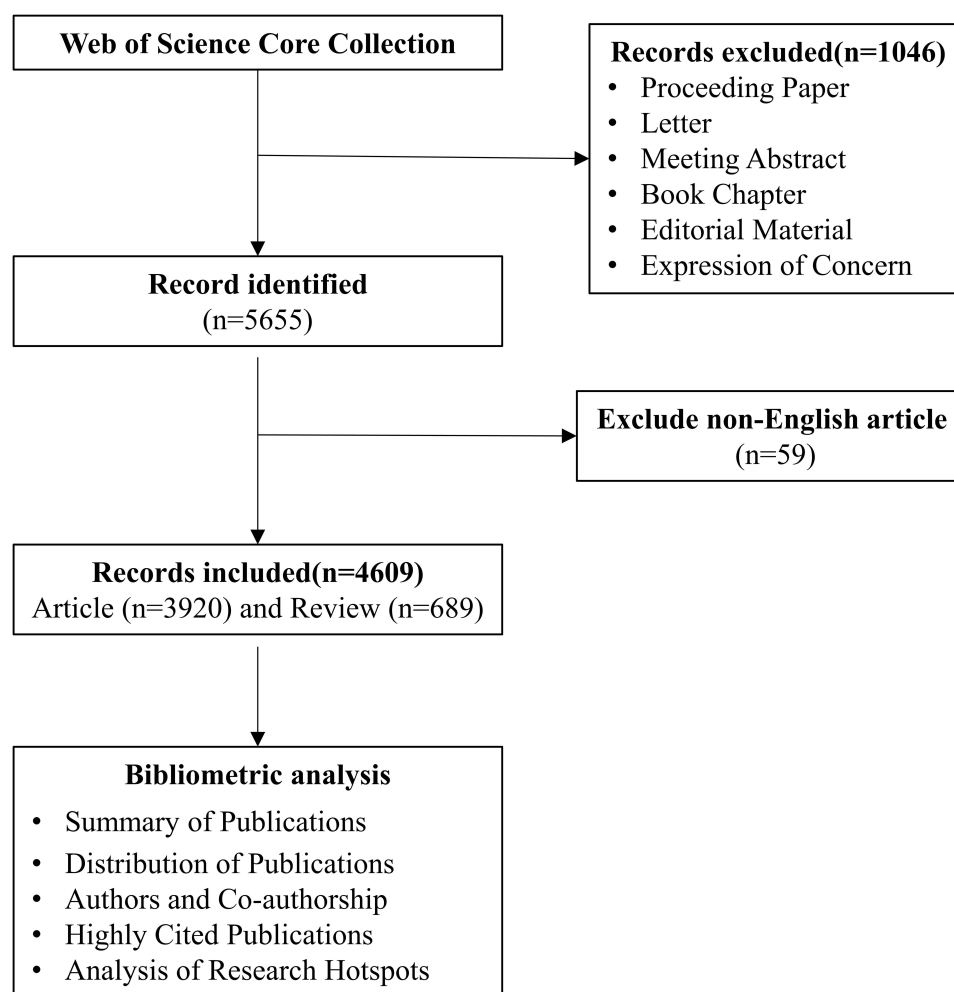 Web of Science Core Collection
Records excluded(n=1046)
• Proceeding Paper
• Letter
• Meeting Abstract
• Book Chapter
• Editorial Material
• Expression of Concern
Record identified
(n=5655)
Exclude non-English article
(n=59)
Records included(n=4609)
Article (n=3920) and Review (n=689)
Bibliometric analysis
• Summary of Publications
• Distribution of Publications
• Authors and Co-authorship
• Highly Cited Publications
• Analysis of Research Hotspots